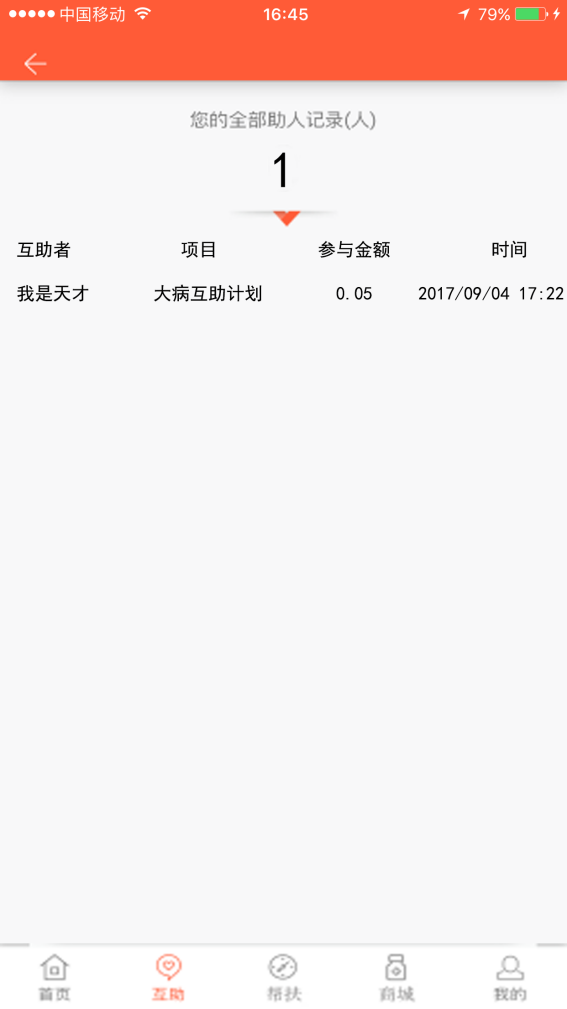 中国移动 16:45 79%
您的全部助人记录(人)
1
互助者 项目 参与金额 时间
我是天才 大病互助计划 0.05 2017/09/04 17:22
首页 互助 帮扶 商城 我的